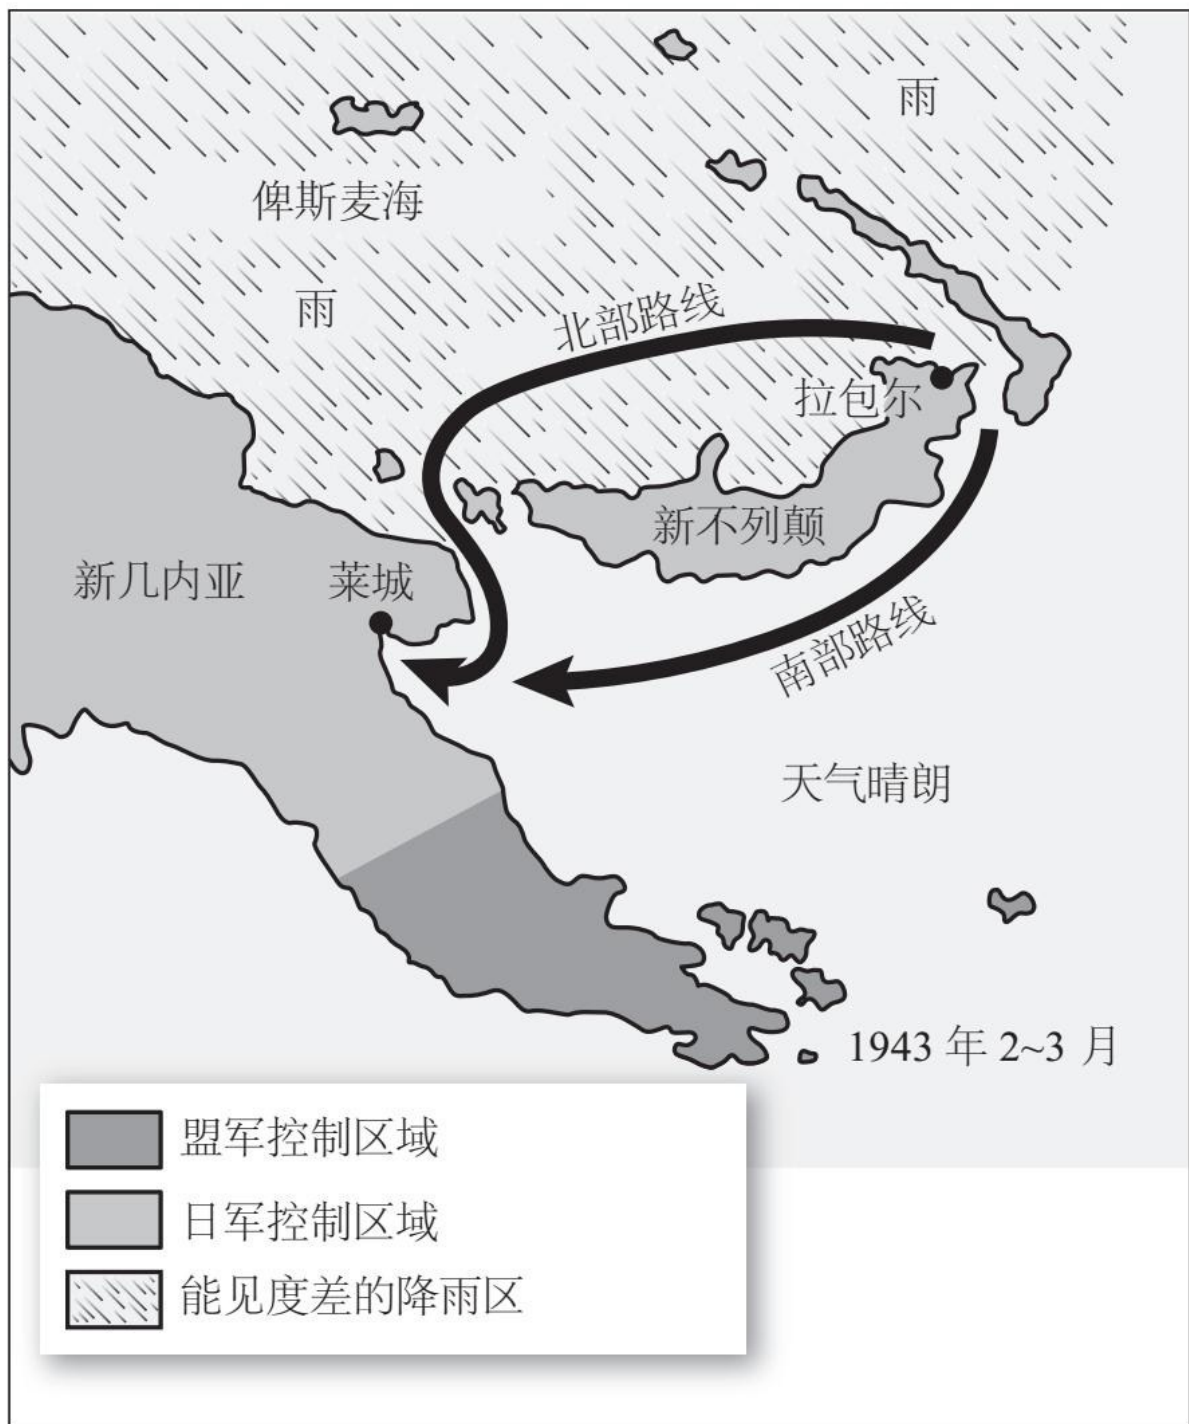 雨
俾斯麦海
雨
北部路线
拉包尔
新不列颠
新几内亚
莱城
南部路线
天气晴朗
1943 年 2~3 月
盟军控制区域
日军控制区域
能见度差的降雨区